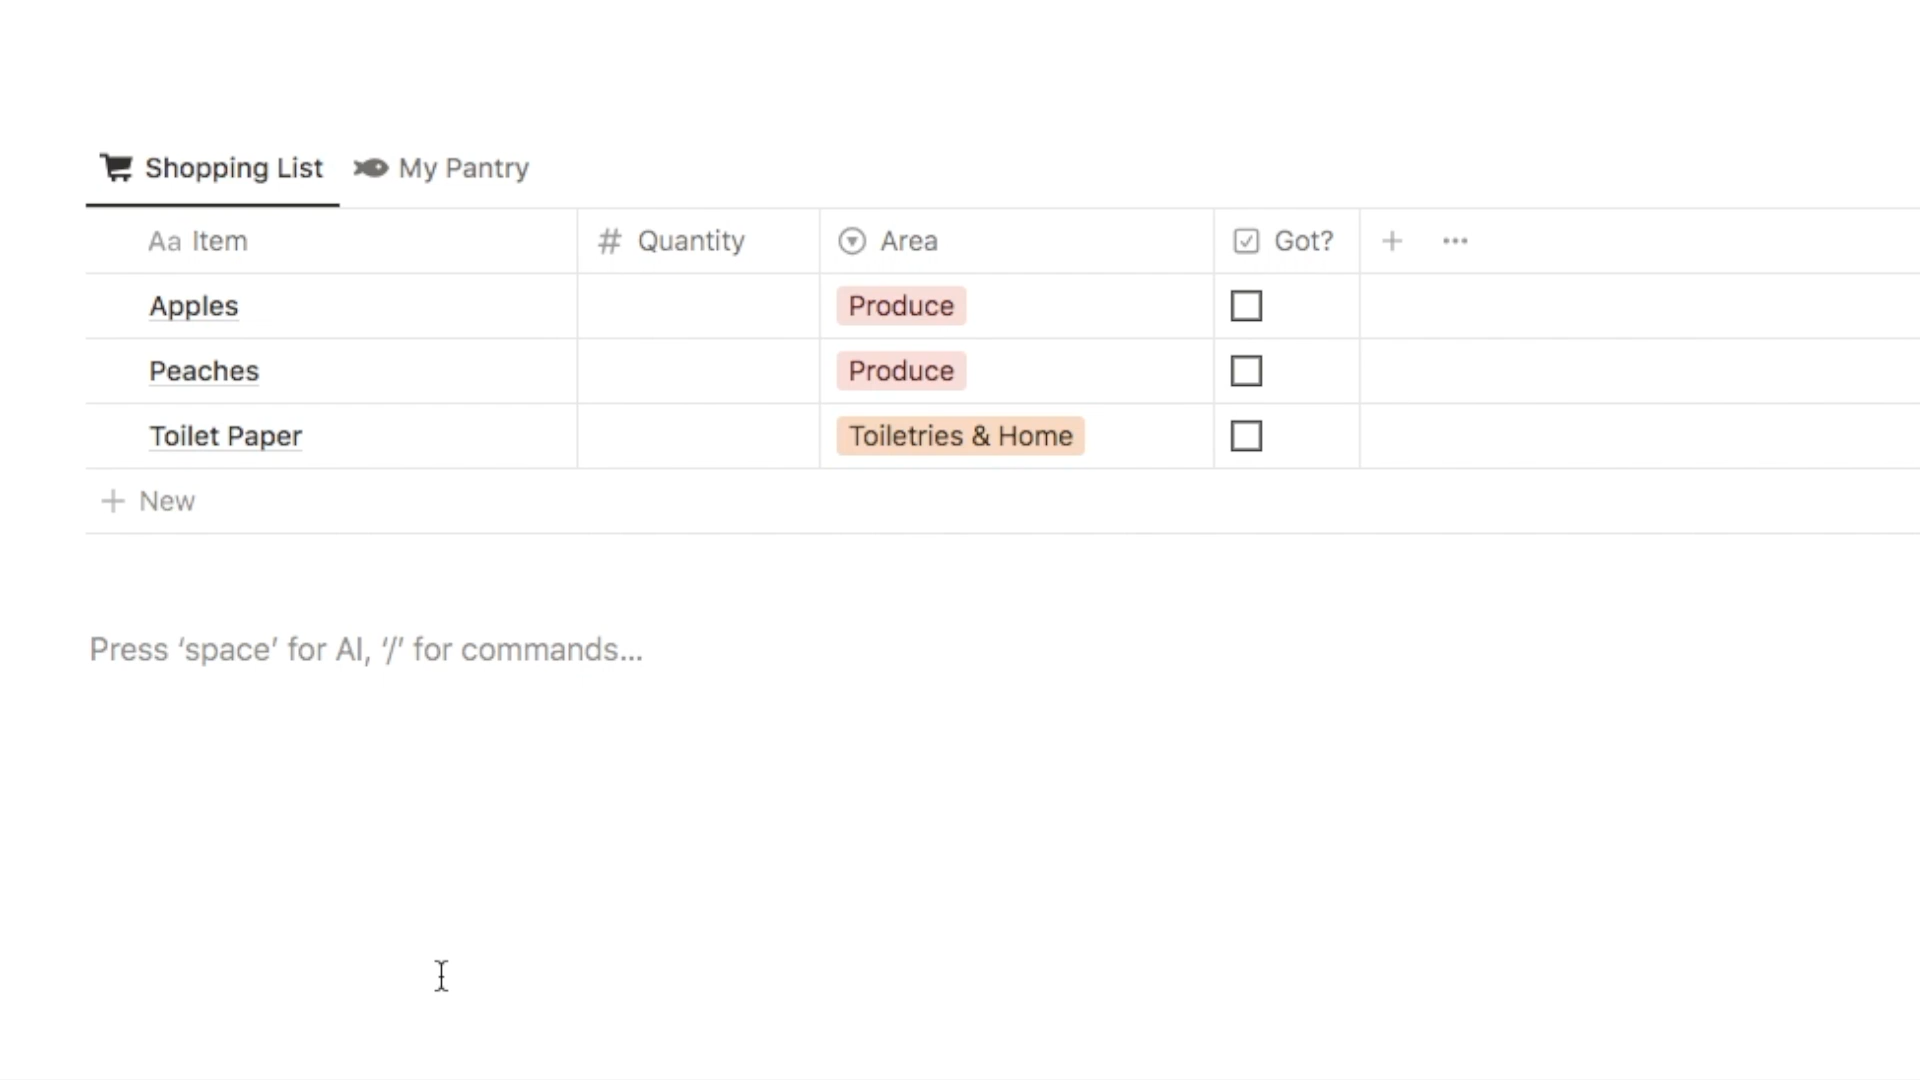 Shopping List My Pantry
Aa Item # Quantity Area Got? + ...
Apples Produce
Peaches Produce
Toilet Paper Toiletries & Home
+ New
Press ‘space’ for AI, ‘/’ for commands...